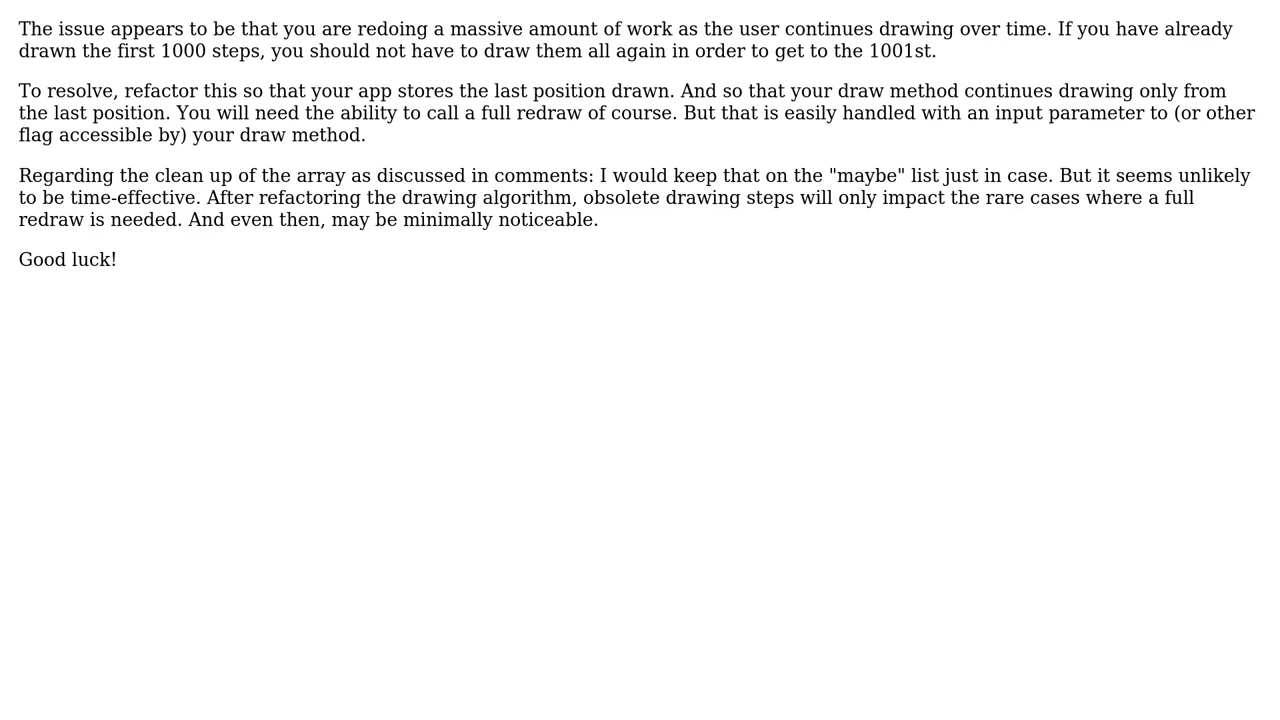 The issue appears to be that you are redoing a massive amount of work as the user continues drawing over time. If you have already
drawn the first 1000 steps, you should not have to draw them all again in order to get to the 1001st.
To resolve, refactor this so that your app stores the last position drawn. And so that your draw method continues drawing only from
the last position. You will need the ability to call a full redraw of course. But that is easily handled with an input parameter to (or other
flag accessible by) your draw method.
Regarding the clean up of the array as discussed in comments: I would keep that on the "maybe" list just in case. But it seems unlikely
to be time-effective. After refactoring the drawing algorithm, obsolete drawing steps will only impact the rare cases where a full
redraw is needed. And even then, may be minimally noticeable.
Good luck!